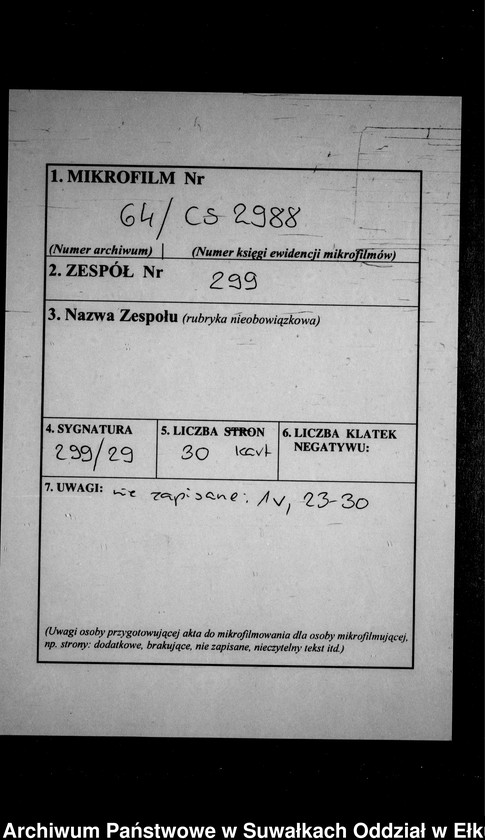 1. MIKROFILM Nr
64/CS 2988
(Numer archiwum) | (Numer księgi ewidencji mikrofilmów)
2. ZESPÓŁ Nr 299
3. Nazwa Zespołu (rubryka nieobowiązkowa)
4. SYGNATURA
299/29
5. LICZBA STRON
30 kart
6. LICZBA KLATEK
NEGATYWU:
7. UWAGI: nie zapisane: 1v, 23-30
(Uwagi osoby przygotowującej akta do mikrofilmowania dla osoby mikrofilmującej,
np. strony: dodatkowe, brakujące, nie zapisane, nieczytelny tekst itd.)
Archiwum Państwowe w Suwałkach Oddział w Ełk